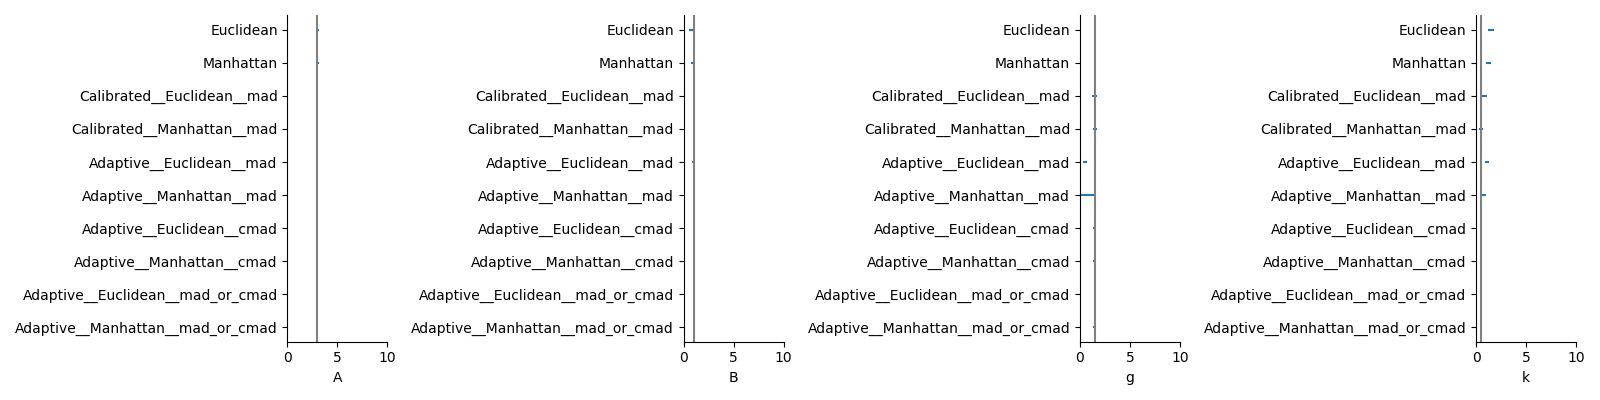 Euclidean Euclidean Euclidean Euclidean
Manhattan Manhattan Manhattan Manhattan
Calibrated__Euclidean__mad Calibrated__Euclidean__mad Calibrated__Euclidean__mad Calibrated__Euclidean__mad
Calibrated__Manhattan__mad Calibrated__Manhattan__mad Calibrated__Manhattan__mad Calibrated__Manhattan__mad
Adaptive__Euclidean__mad Adaptive__Euclidean__mad Adaptive__Euclidean__mad Adaptive__Euclidean__mad
Adaptive__Manhattan__mad Adaptive__Manhattan__mad Adaptive__Manhattan__mad Adaptive__Manhattan__mad
Adaptive__Euclidean__cmad Adaptive__Euclidean__cmad Adaptive__Euclidean__cmad Adaptive__Euclidean__cmad
Adaptive__Manhattan__cmad Adaptive__Manhattan__cmad Adaptive__Manhattan__cmad Adaptive__Manhattan__cmad
Adaptive__Euclidean__mad_or_cmad Adaptive__Euclidean__mad_or_cmad Adaptive__Euclidean__mad_or_cmad Adaptive__Euclidean__mad_or_cmad
Adaptive__Manhattan__mad_or_cmad Adaptive__Manhattan__mad_or_cmad Adaptive__Manhattan__mad_or_cmad Adaptive__Manhattan__mad_or_cmad
0 5 10 0 5 10 0 5 10 0 5 10
A B g k